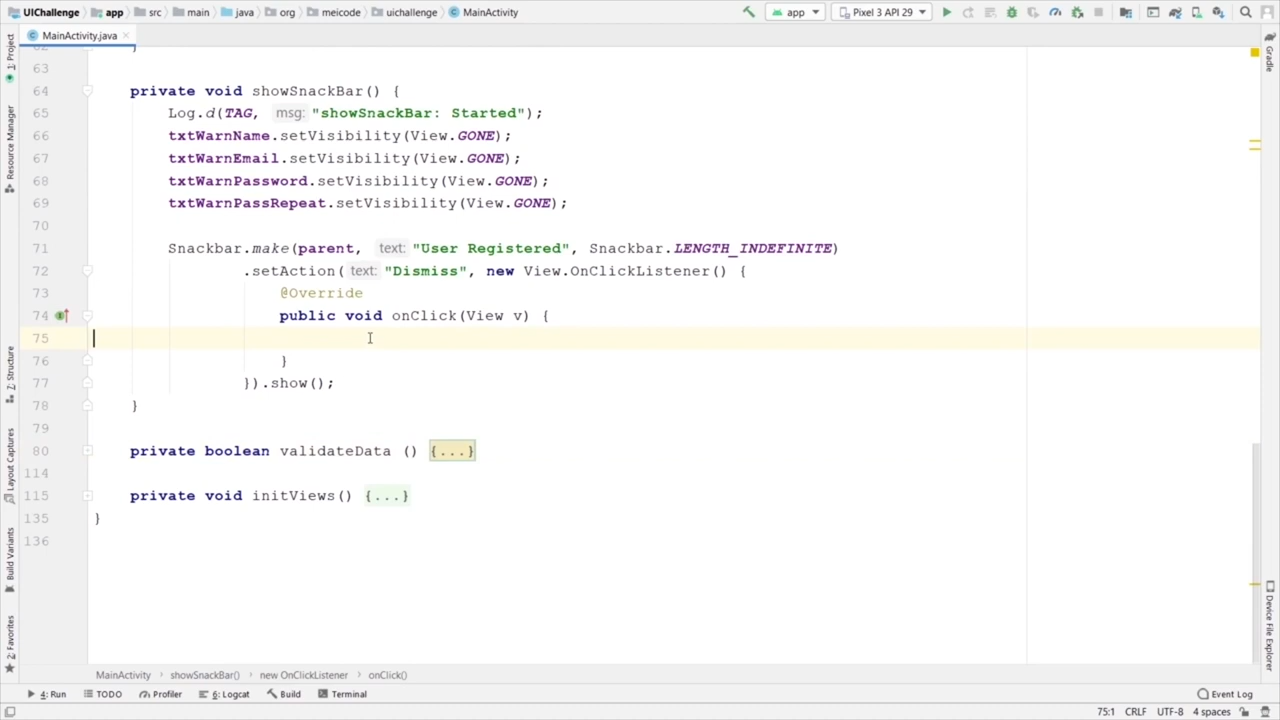 UIChallenge app src main java org meicode uichallenge MainActivity app Pixel 3 API 29
MainActivity.java
1: Project
Resource Manager
Z: Structure
Layout Captures
Build Variants
2: Favorites
Gradle
Device File Explorer
62 }
63
64 private void showSnackBar() {
65 Log.d(TAG, msg: "showSnackBar: Started");
66 txtWarnName.setVisibility(View.GONE);
67 txtWarnEmail.setVisibility(View.GONE);
68 txtWarnPassword.setVisibility(View.GONE);
69 txtWarnPassRepeat.setVisibility(View.GONE);
70
71 Snackbar.make(parent, text: "User Registered", Snackbar.LENGTH_INDEFINITE)
72 .setAction( text: "Dismiss", new View.OnClickListener() {
73 @Override
74 public void onClick(View v) {
75
76 }
77 }).show();
78 }
79
80 private boolean validateData () {...}
114
115 private void initViews() {...}
135 }
136
MainActivity showSnackBar() new OnClickListener onClick()
4: Run TODO Profiler 6: Logcat Build Terminal Event Log
75:1 CRLF UTF-8 4 spaces